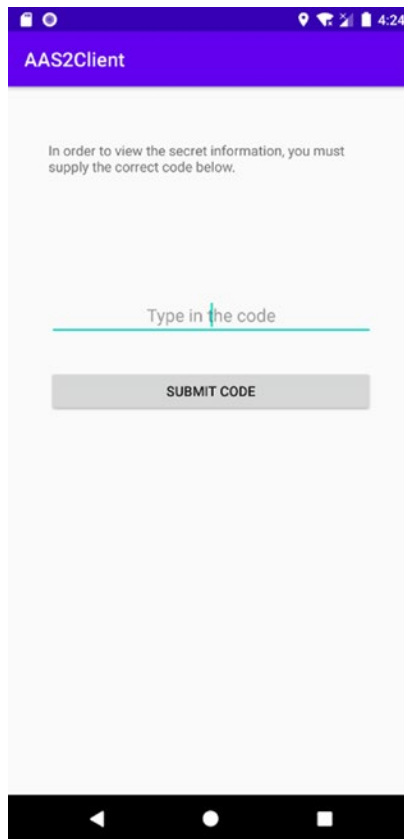 4:24
AAS2Client
In order to view the secret information, you must
supply the correct code below.
Type in the code
SUBMIT CODE